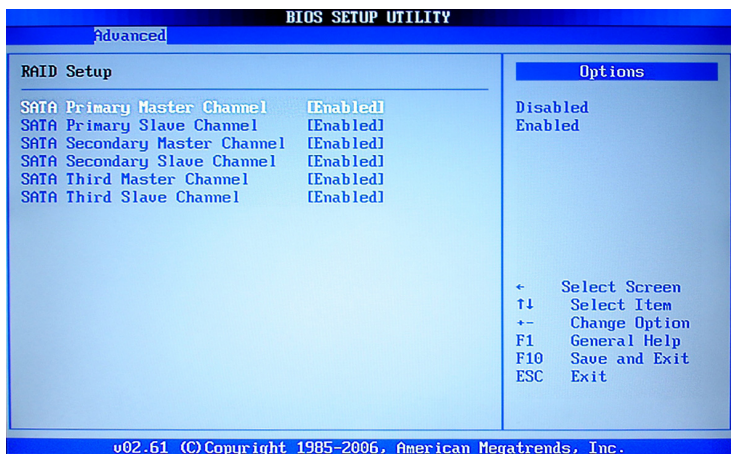 BIOS SETUP UTILITY
Advanced
RAID Setup
SATA Primary Master Channel [Enabled]
SATA Primary Slave Channel [Enabled]
SATA Secondary Master Channel [Enabled]
SATA Secondary Slave Channel [Enabled]
SATA Third Master Channel [Enabled]
SATA Third Slave Channel [Enabled]
Options
Disabled
Enabled
← Select Screen
↑↓ Select Item
+- Change Option
F1 General Help
F10 Save and Exit
ESC Exit
v02.61 (C)Copyright 1985-2006, American Megatrends, Inc.